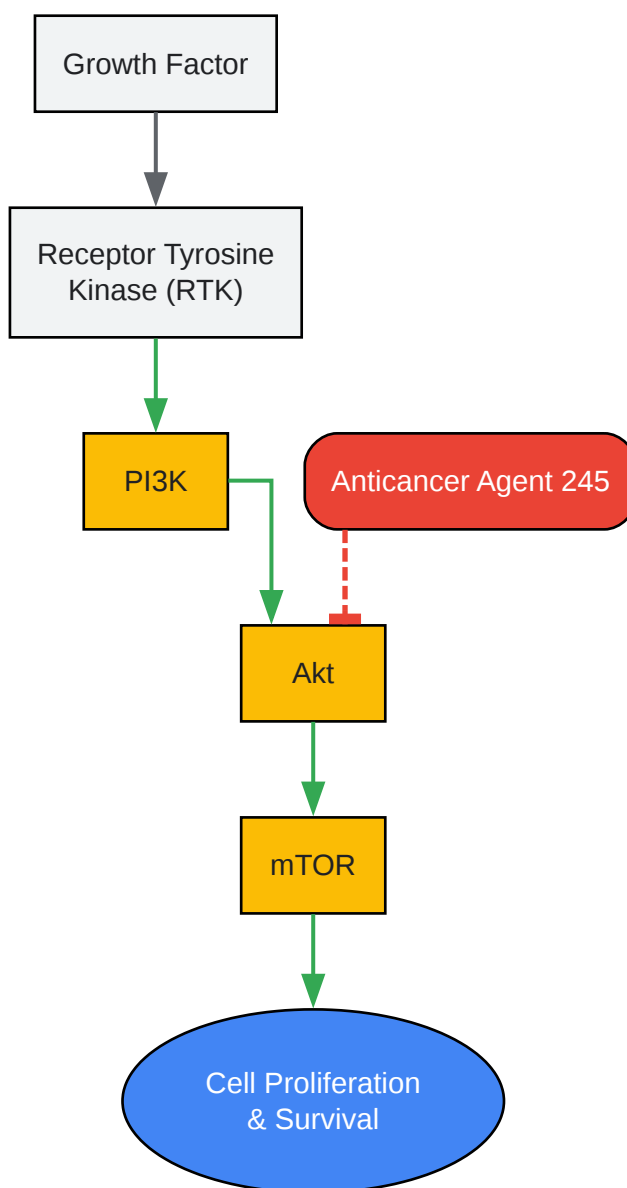 Growth Factor
Receptor Tyrosine
Kinase (RTK)
PI3K
Anticancer Agent 245
Akt
mTOR
Cell Proliferation
& Survival